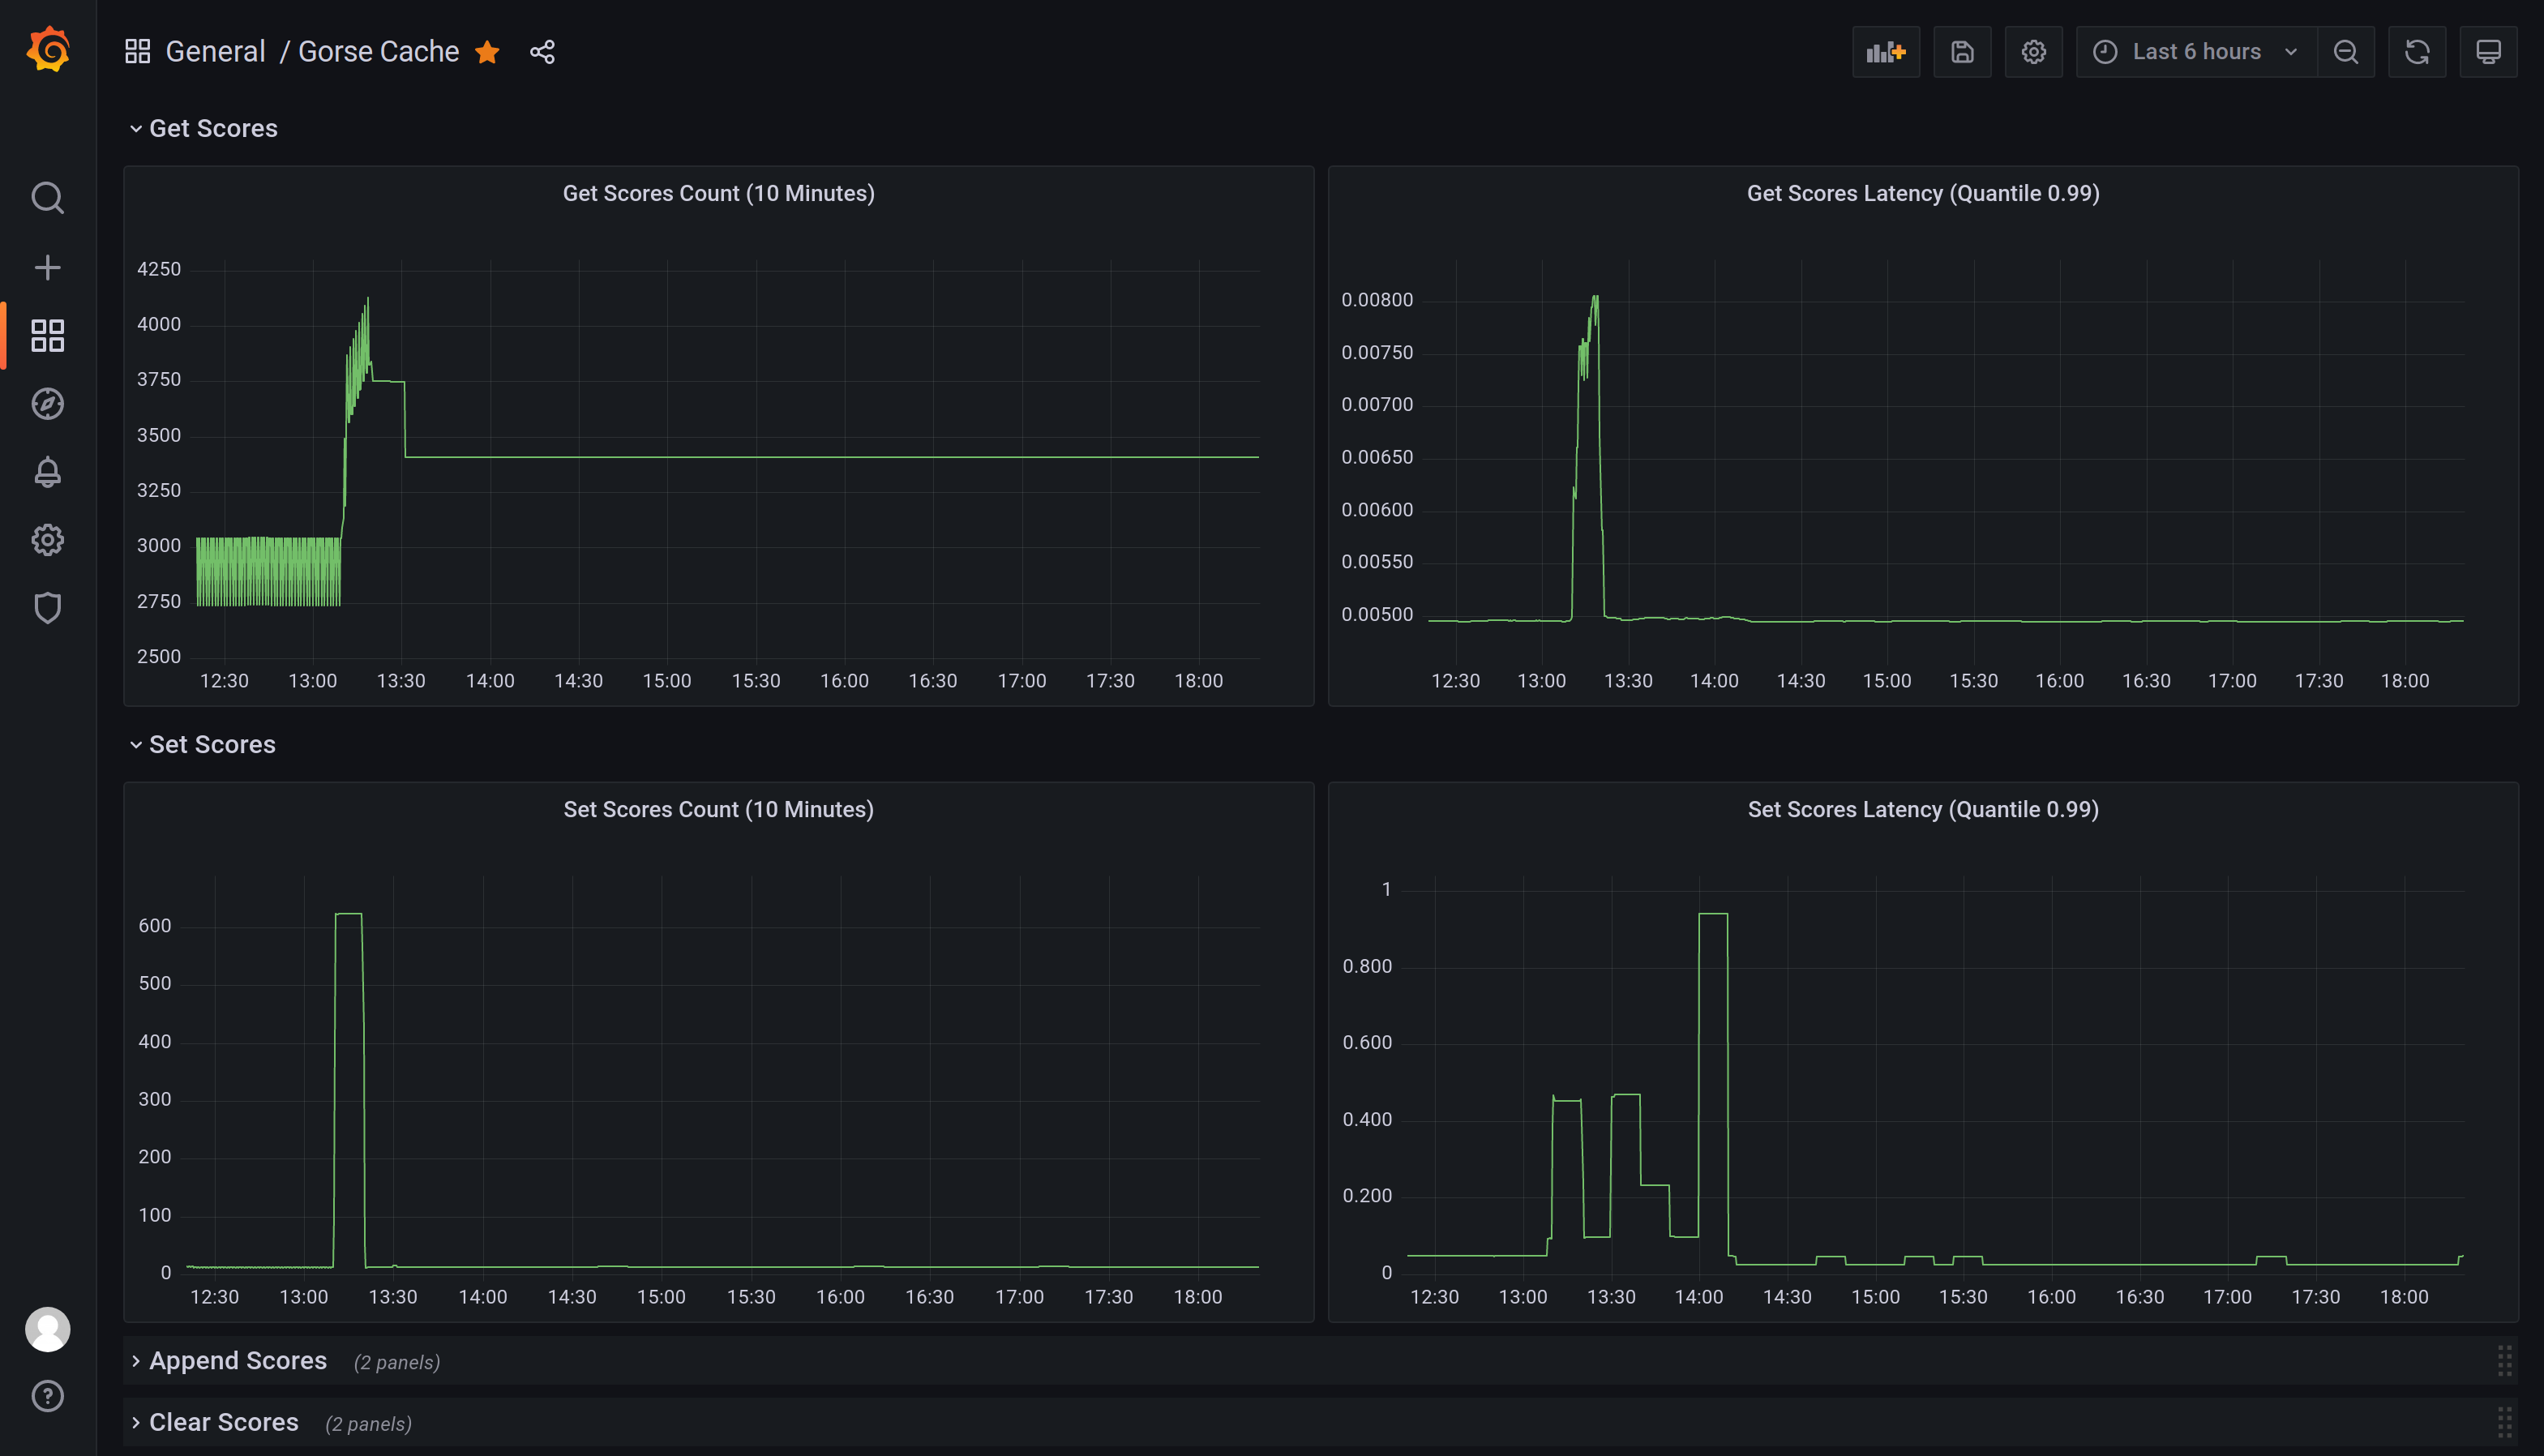 General / Gorse Cache
Last 6 hours
Get Scores
Get Scores Count (10 Minutes)
4250
4000
3750
3500
3250
3000
2750
2500
12:30 13:00 13:30 14:00 14:30 15:00 15:30 16:00 16:30 17:00 17:30 18:00
Get Scores Latency (Quantile 0.99)
0.00800
0.00750
0.00700
0.00650
0.00600
0.00550
0.00500
12:30 13:00 13:30 14:00 14:30 15:00 15:30 16:00 16:30 17:00 17:30 18:00
Set Scores
Set Scores Count (10 Minutes)
600
500
400
300
200
100
0
12:30 13:00 13:30 14:00 14:30 15:00 15:30 16:00 16:30 17:00 17:30 18:00
Set Scores Latency (Quantile 0.99)
1
0.800
0.600
0.400
0.200
0
12:30 13:00 13:30 14:00 14:30 15:00 15:30 16:00 16:30 17:00 17:30 18:00
Append Scores (2 panels)
Clear Scores (2 panels)